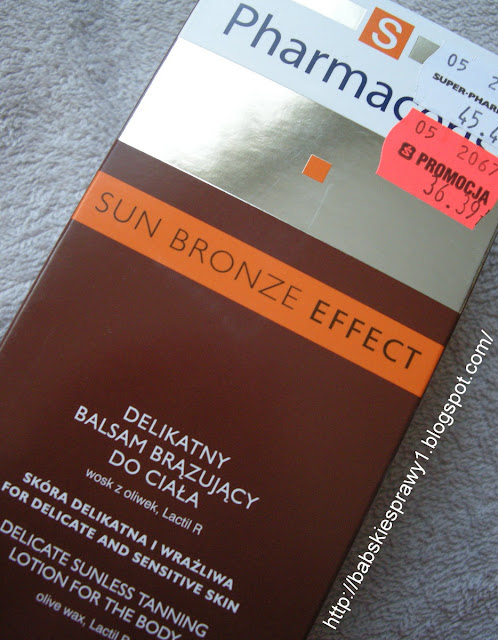 S
Pharmaceris
05 2
SUPER-PHAR
45.4
05 2067
PROMOCJA
36.39
SUN BRONZE EFFECT
DELIKATNY
BALSAM BRĄZUJĄCY
DO CIAŁA
wosk z oliwek, Lactil R
SKÓRA DELIKATNA I WRAŻLIWA
FOR DELICATE AND SENSITIVE SKIN
DELICATE SUNLESS TANNING
LOTION FOR THE BODY
olive wax, Lactil R
http://babskiesprawy1.blogspot.com/